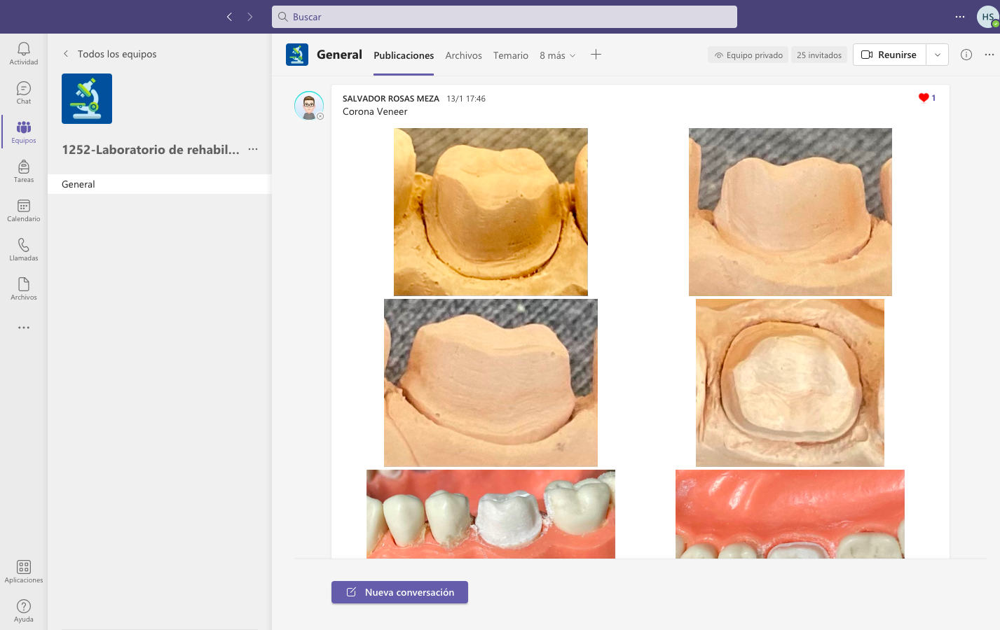 Buscar
HS
Actividad
Chat
Equipos
Tareas
Calendario
Llamadas
Archivos
Aplicaciones
Ayuda
Todos los equipos
1252-Laboratorio de rehabil...
General
General
Publicaciones
Archivos
Temario
8 más
Equipo privado
25 invitados
Reunirse
SALVADOR ROSAS MEZA 13/1 17:46
1
Corona Veneer
Nueva conversación